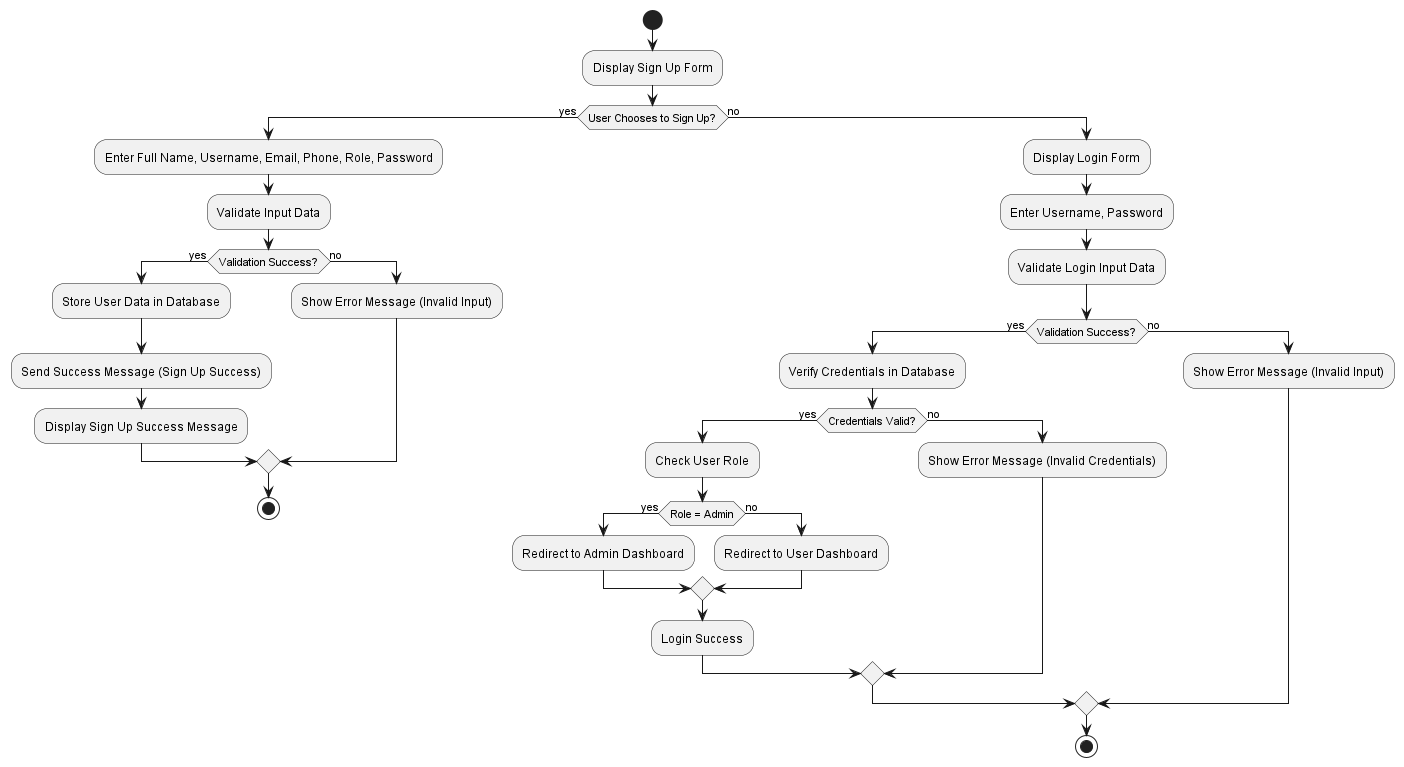 Display Sign Up Form
yes
User Chooses to Sign Up?
no
Enter Full Name, Username, Email, Phone, Role, Password
Validate Input Data
yes
Validation Success?
no
Store User Data in Database
Show Error Message (Invalid Input)
Send Success Message (Sign Up Success)
Display Sign Up Success Message
Display Login Form
Enter Username, Password
Validate Login Input Data
yes
Validation Success?
no
Verify Credentials in Database
Show Error Message (Invalid Input)
yes
Credentials Valid?
no
Check User Role
Show Error Message (Invalid Credentials)
yes
Role = Admin
no
Redirect to Admin Dashboard
Redirect to User Dashboard
Login Success